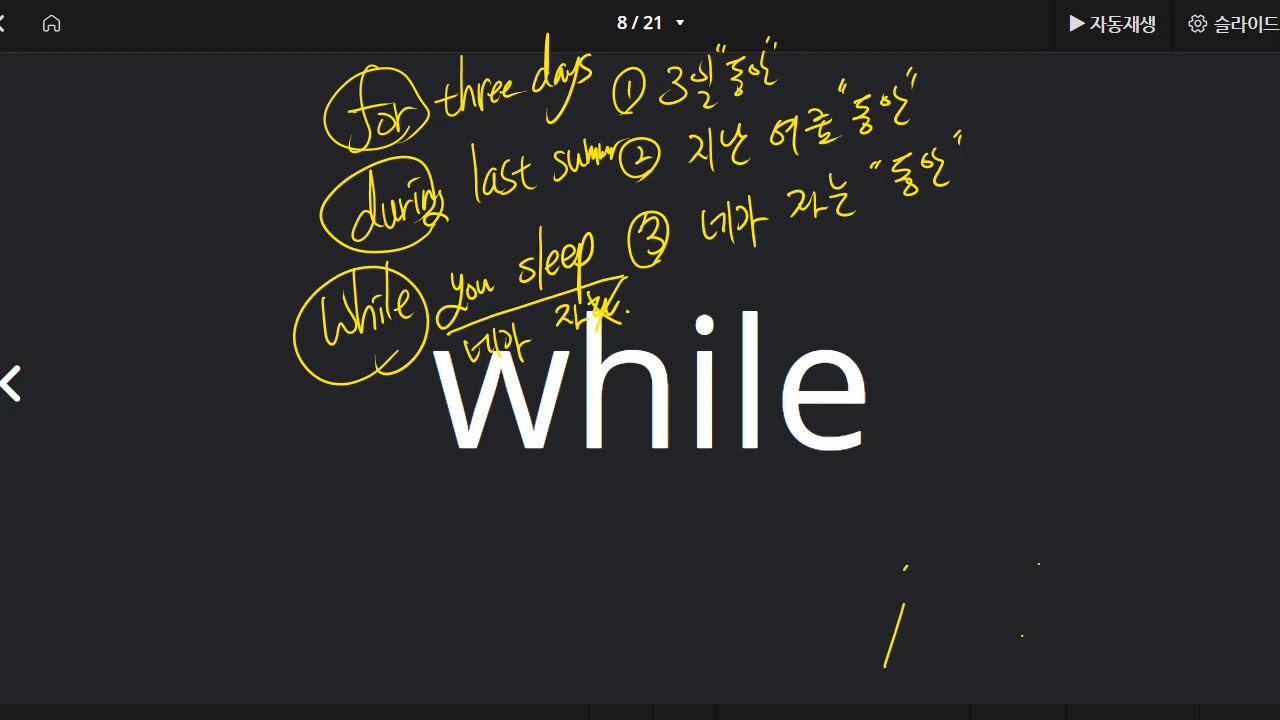 8 / 21
자동재생
슬라이드
for three days ① 3일 "동안"
during last summ ② 지난 여름 "동안"
While you sleep ③ 네가 자는 "동안"
네가 자
while